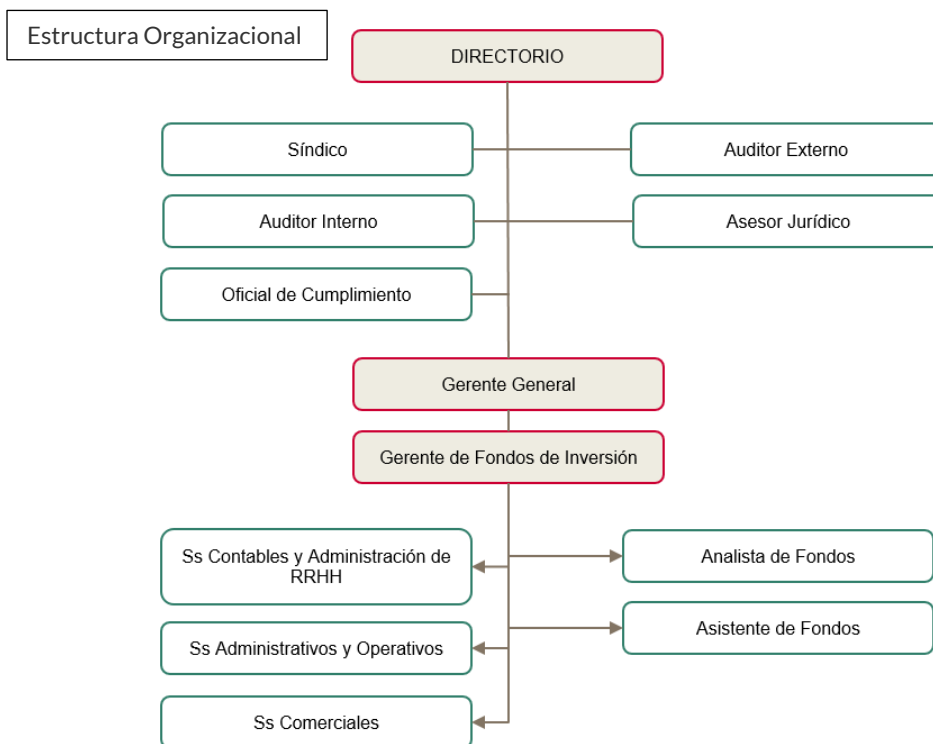 Estructura Organizacional
DIRECTORIO
Síndico
Auditor Externo
Auditor Interno
Asesor Jurídico
Oficial de Cumplimiento
Gerente General
Gerente de Fondos de Inversión
Ss Contables y Administración de
RRHH
Analista de Fondos
Ss Administrativos y Operativos
Asistente de Fondos
Ss Comerciales